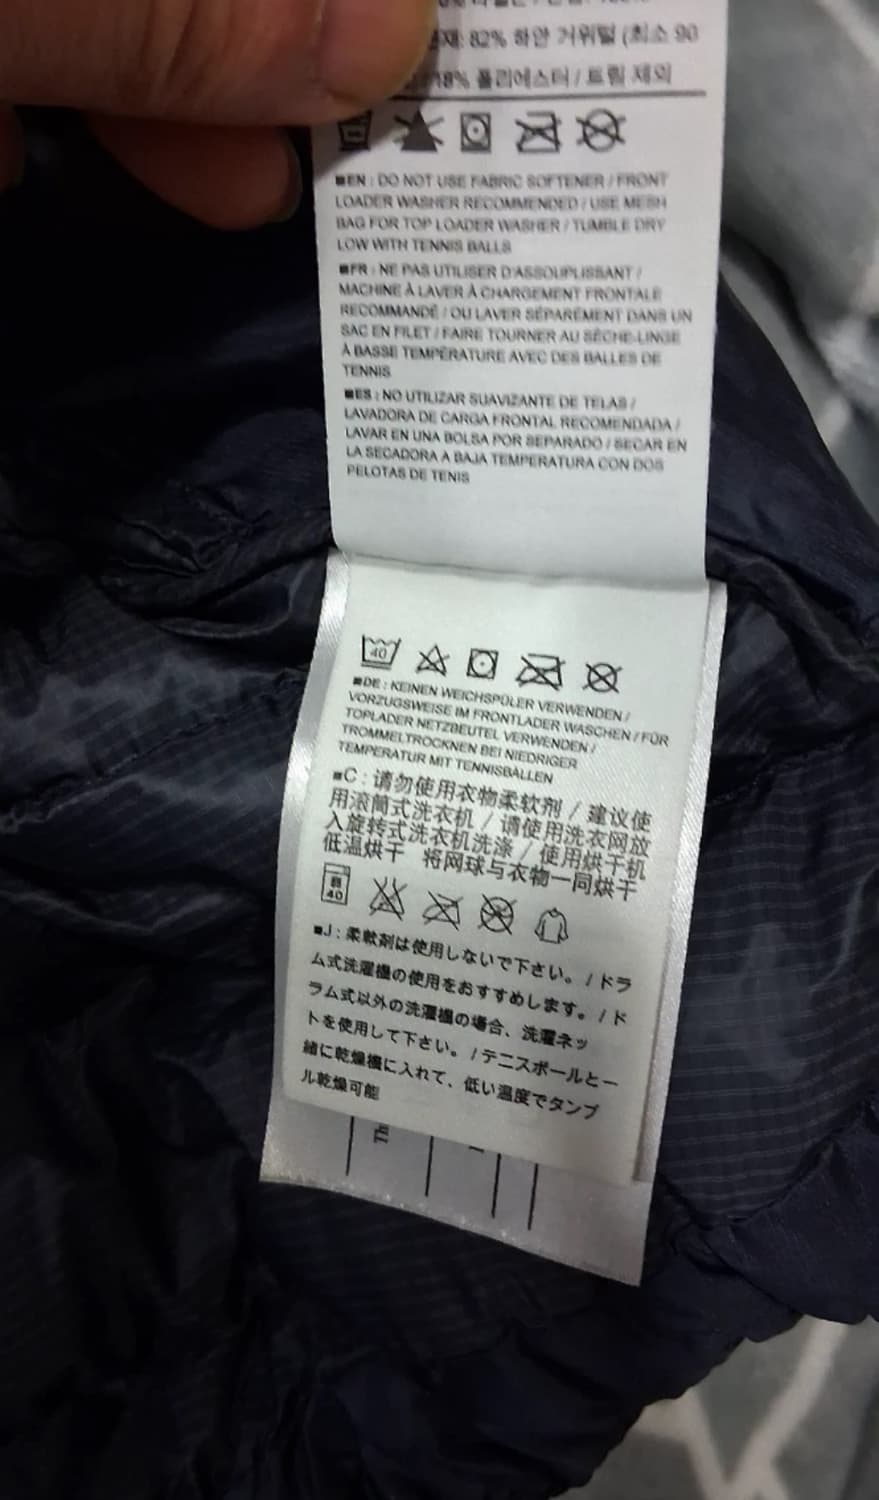 82% 하얀 거위털 (최소 90
18% 폴리에스터 / 트림 제외
■EN : DO NOT USE FABRIC SOFTENER / FRONT
LOADER WASHER RECOMMENDED / USE MESH
BAG FOR TOP LOADER WASHER / TUMBLE DRY
LOW WITH TENNIS BALLS
■FR : NE PAS UTILISER D'ASSOUPLISSANT /
MACHINE À LAVER À CHARGEMENT FRONTALE
RECOMMANDÉ / OU LAVER SÉPARÉMENT DANS UN
SAC EN FILET / FAIRE TOURNER AU SÈCHE-LINGE
À BASSE TEMPÉRATURE AVEC DES BALLES DE
TENNIS
■ES : NO UTILIZAR SUAVIZANTE DE TELAS /
LAVADORA DE CARGA FRONTAL RECOMENDADA /
LAVAR EN UNA BOLSA POR SEPARADO / SECAR EN
LA SECADORA A BAJA TEMPERATURA CON DOS
PELOTAS DE TENIS
40
■DE : KEINEN WEICHSPÜLER VERWENDEN /
VORZUGSWEISE IM FRONTLADER WASCHEN / FÜR
TOPLADER NETZBEUTEL VERWENDEN /
TROMMELTROCKNEN BEI NIEDRIGER
TEMPERATUR MIT TENNISBÄLLEN
■C : 请勿使用衣物柔软剂 / 建议使
用滚筒式洗衣机 / 请使用洗衣网放
入旋转式洗衣机洗涤 / 使用烘干机
低温烘干 将网球与衣物一同烘干
40
■J : 柔軟剤は使用しないで下さい。/ ドラ
ム式洗濯機の使用をおすすめします。/ ド
ラム式以外の洗濯機の場合、洗濯ネッ
トを使用して下さい。/ テニスボールと一
緒に乾燥機に入れて、低い温度でタンブ
ル乾燥可能
Th